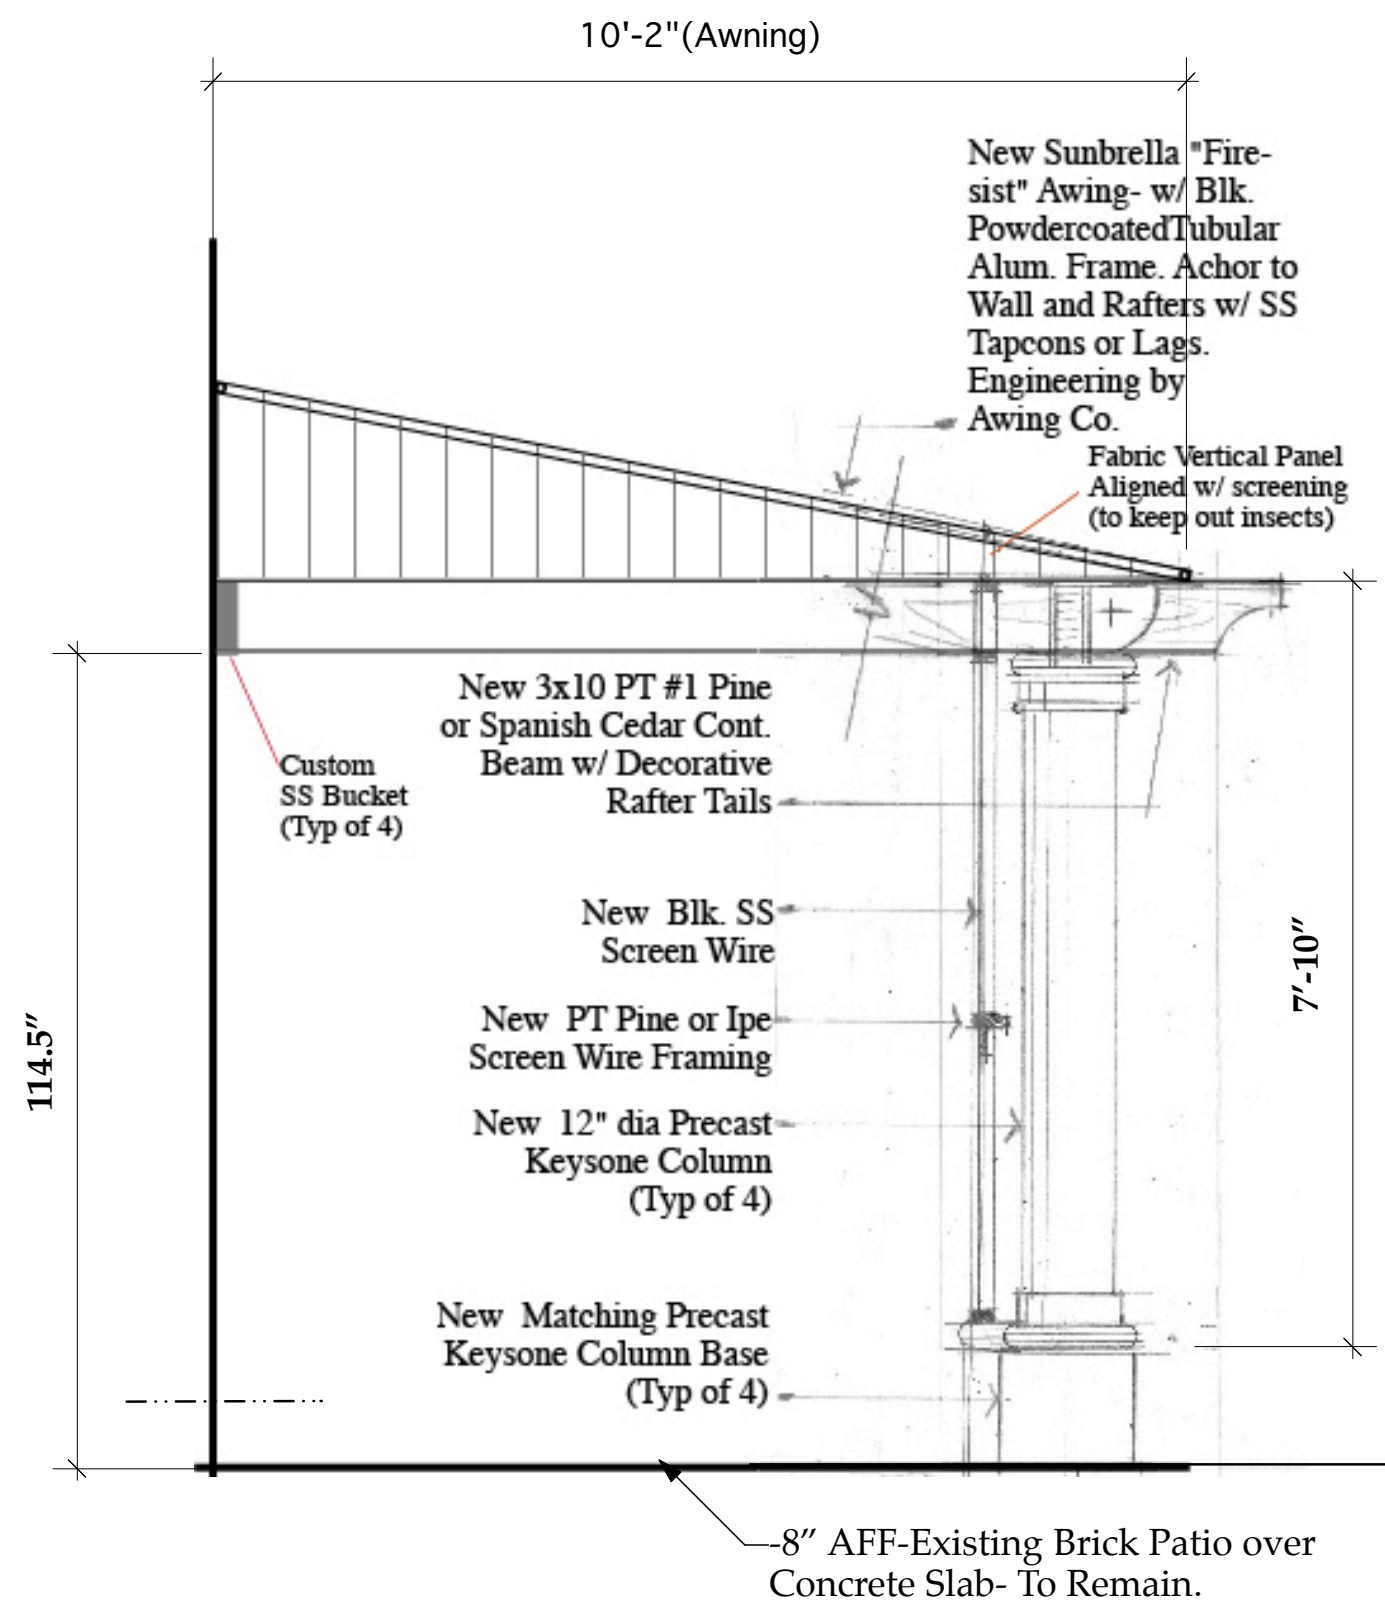 10'-2"(Awning)
New Sunbrella "Fire-
sist" Awing- w/ Blk.
PowdercoatedTubular
Alum. Frame. Achor to
Wall and Rafters w/ SS
Tapcons or Lags.
Engineering by
Awing Co.
Fabric Vertical Panel
Aligned w/ screening
(to keep out insects)
New 3x10 PT #1 Pine
or Spanish Cedar Cont.
Beam w/ Decorative
Rafter Tails
Custom
SS Bucket
(Typ of 4)
New Blk. SS
Screen Wire
7'-10"
New PT Pine or Ipe
Screen Wire Framing
114.5"
New 12" dia Precast
Keysone Column
(Typ of 4)
New Matching Precast
Keysone Column Base
(Typ of 4)
-8" AFF-Existing Brick Patio over
Concrete Slab- To Remain.